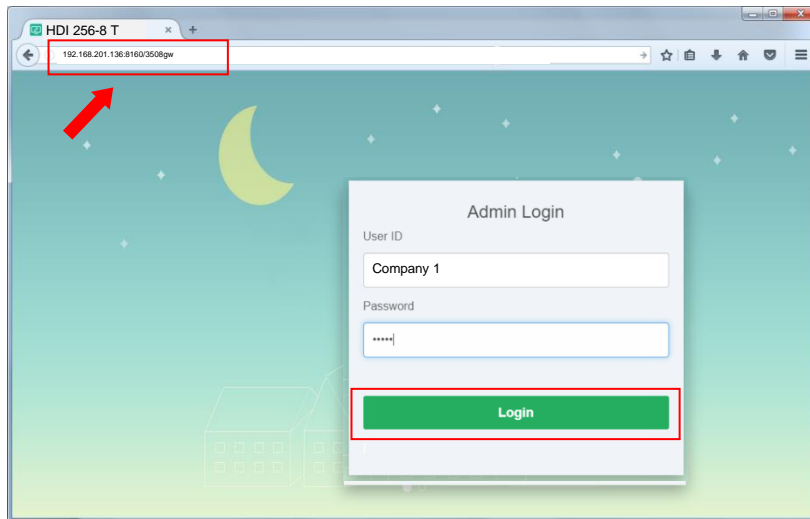 HDI 256-8 T
192.168.201.136:8160/3508gw
Admin Login
User ID
Company 1
Password
•••••
Login